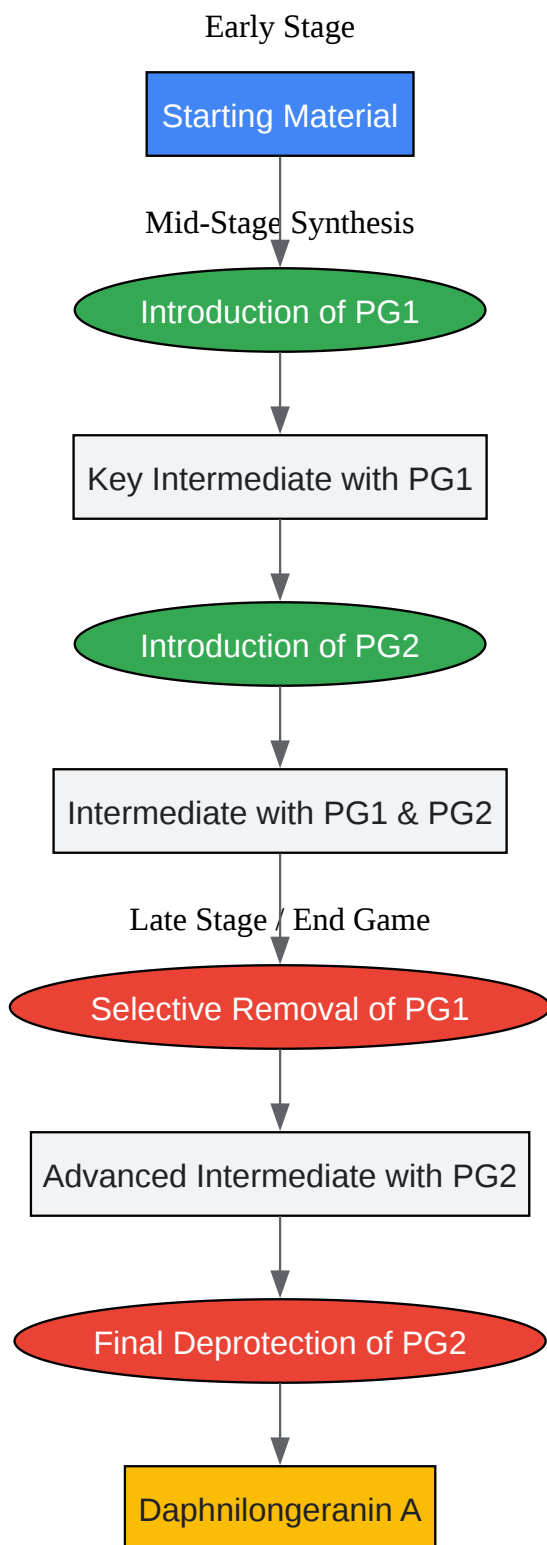 Early Stage
Starting Material
Mid-Stage Synthesis
Introduction of PG1
Key Intermediate with PG1
Introduction of PG2
Intermediate with PG1 & PG2
Late Stage / End Game
Selective Removal of PG1
Advanced Intermediate with PG2
Final Deprotection of PG2
Daphnilongeranin A